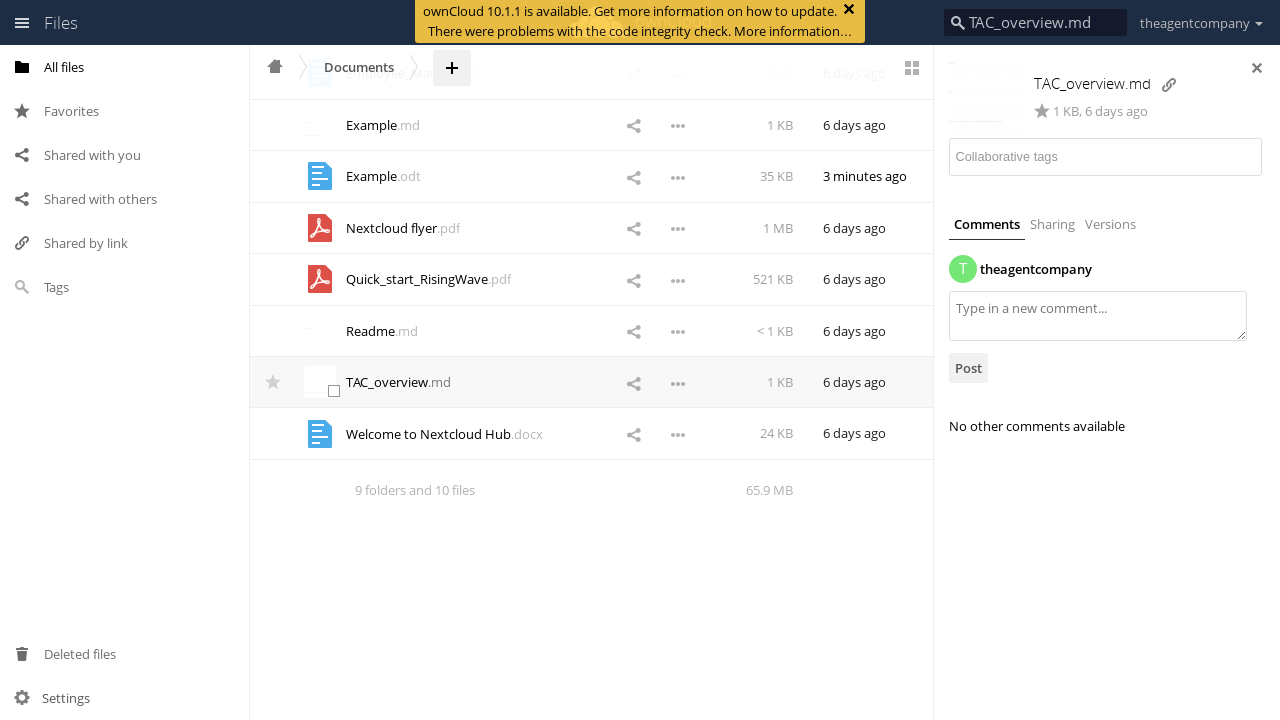 Files
ownCloud 10.1.1 is available. Get more information on how to update.
There were problems with the code integrity check. More information…
TAC_overview.md
theagentcompany
All files
Favorites
Shared with you
Shared with others
Shared by link
Tags
Deleted files
Settings
Documents
6 days ago
Example.md 1 KB 6 days ago
Example.odt 35 KB 3 minutes ago
Nextcloud flyer.pdf 1 MB 6 days ago
Quick_start_RisingWave.pdf 521 KB 6 days ago
Readme.md < 1 KB 6 days ago
TAC_overview.md 1 KB 6 days ago
Welcome to Nextcloud Hub.docx 24 KB 6 days ago
9 folders and 10 files 65.9 MB
TAC_overview.md
1 KB, 6 days ago
Collaborative tags
Comments Sharing Versions
T theagentcompany
Type in a new comment...
Post
No other comments available